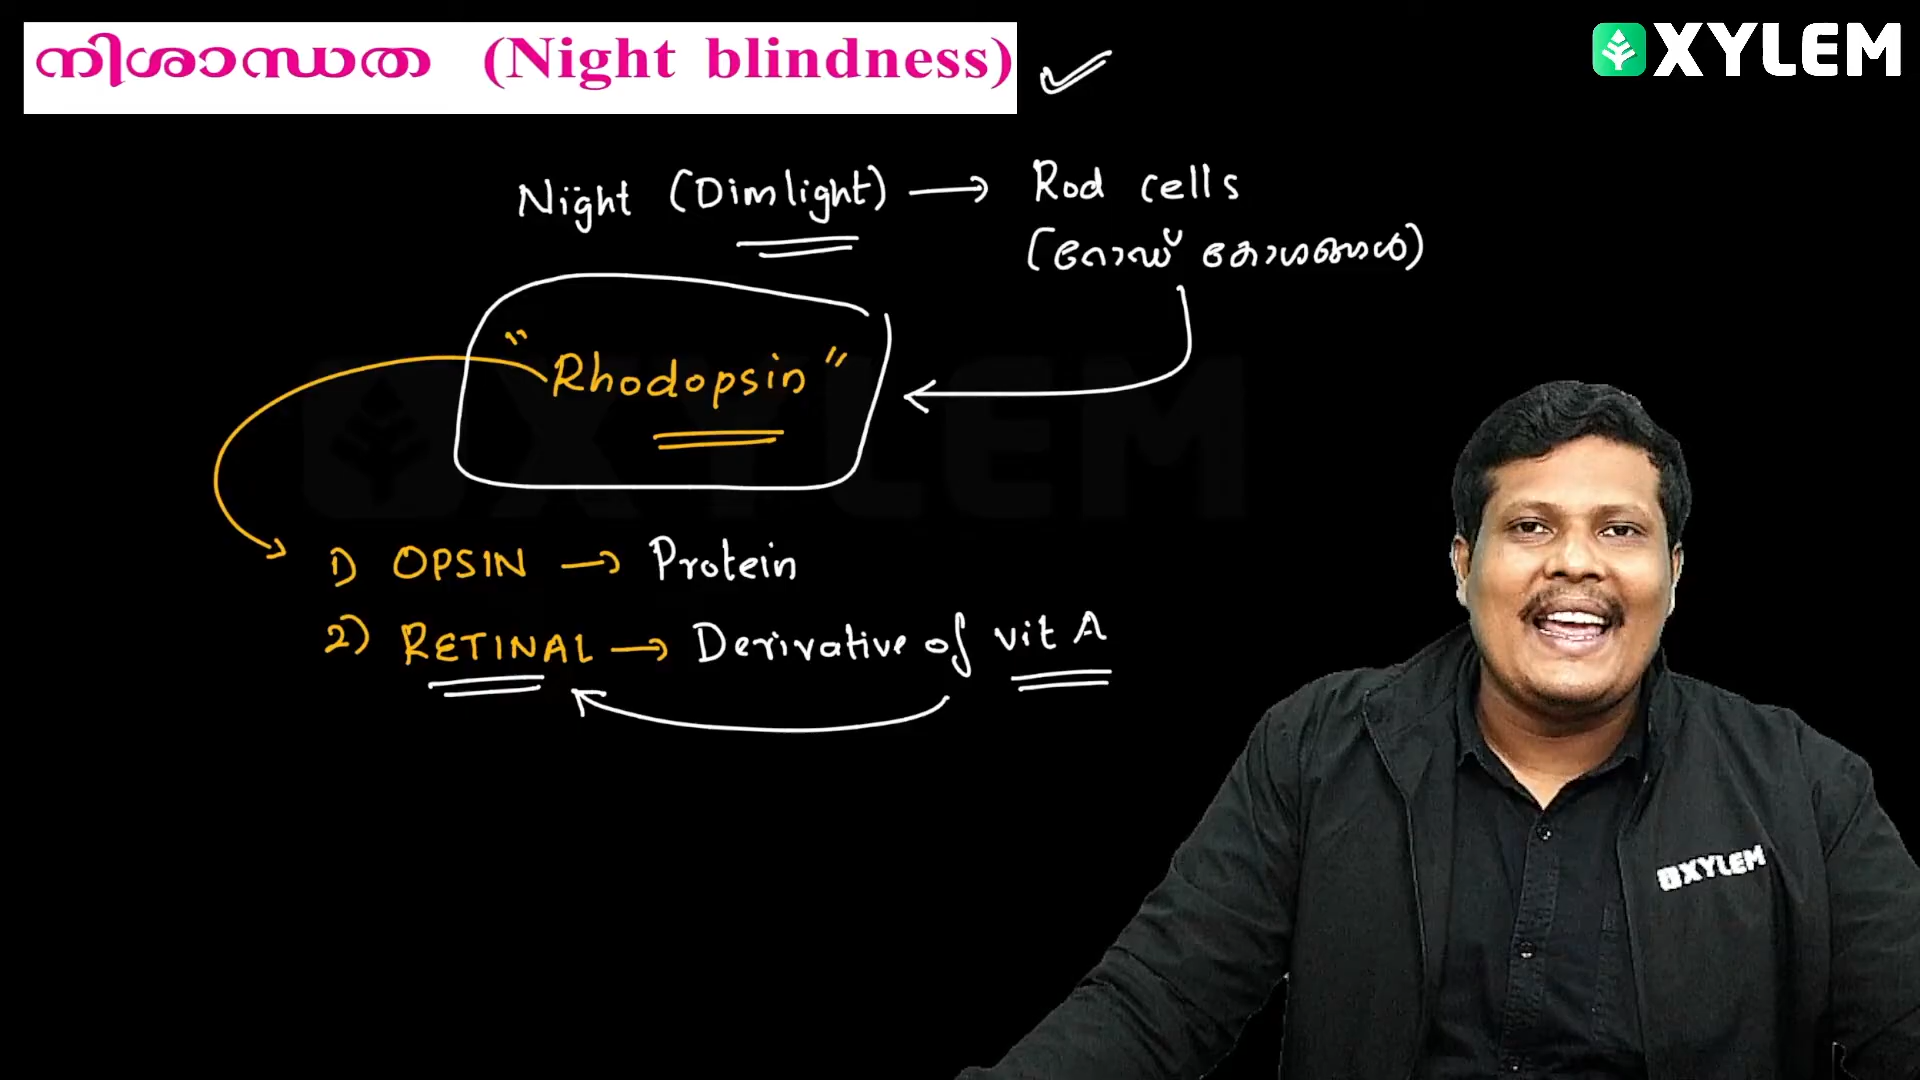 നിശാന്ധത (Night blindness)
XYLEM
Night (Dimlight) → Rod cells
(റോഡ് കോശങ്ങൾ)
"Rhodopsin"
XYLEM
1) OPSIN → Protein
2) RETINAL → Derivative of vit A
XYLEM